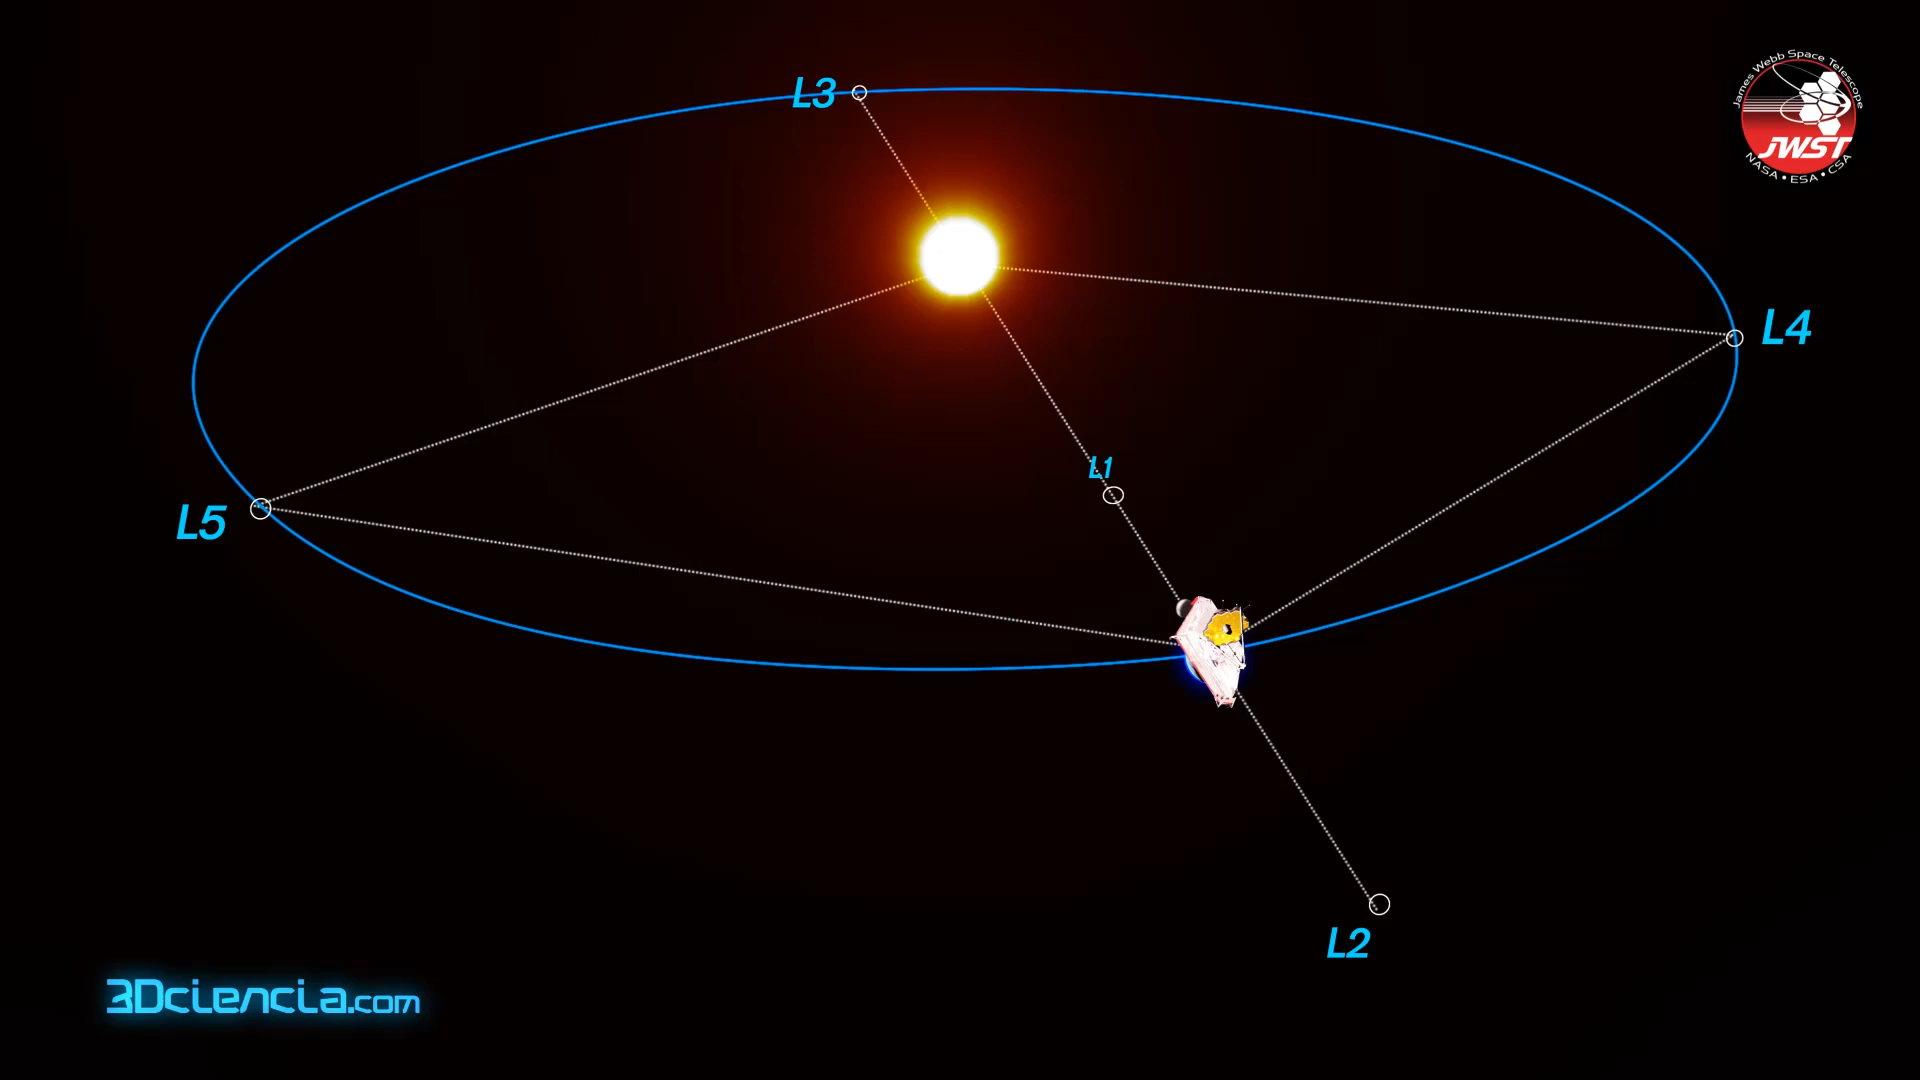 L3
James Webb Space Telescope
JWST
NASA • ESA • CSA
L4
L1
L5
L2
3Dciencia.com